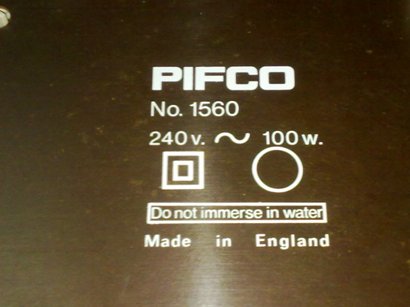 PIFCO
No. 1560
240 v. ~ 100 w.
Do not immerse in water
Made in England